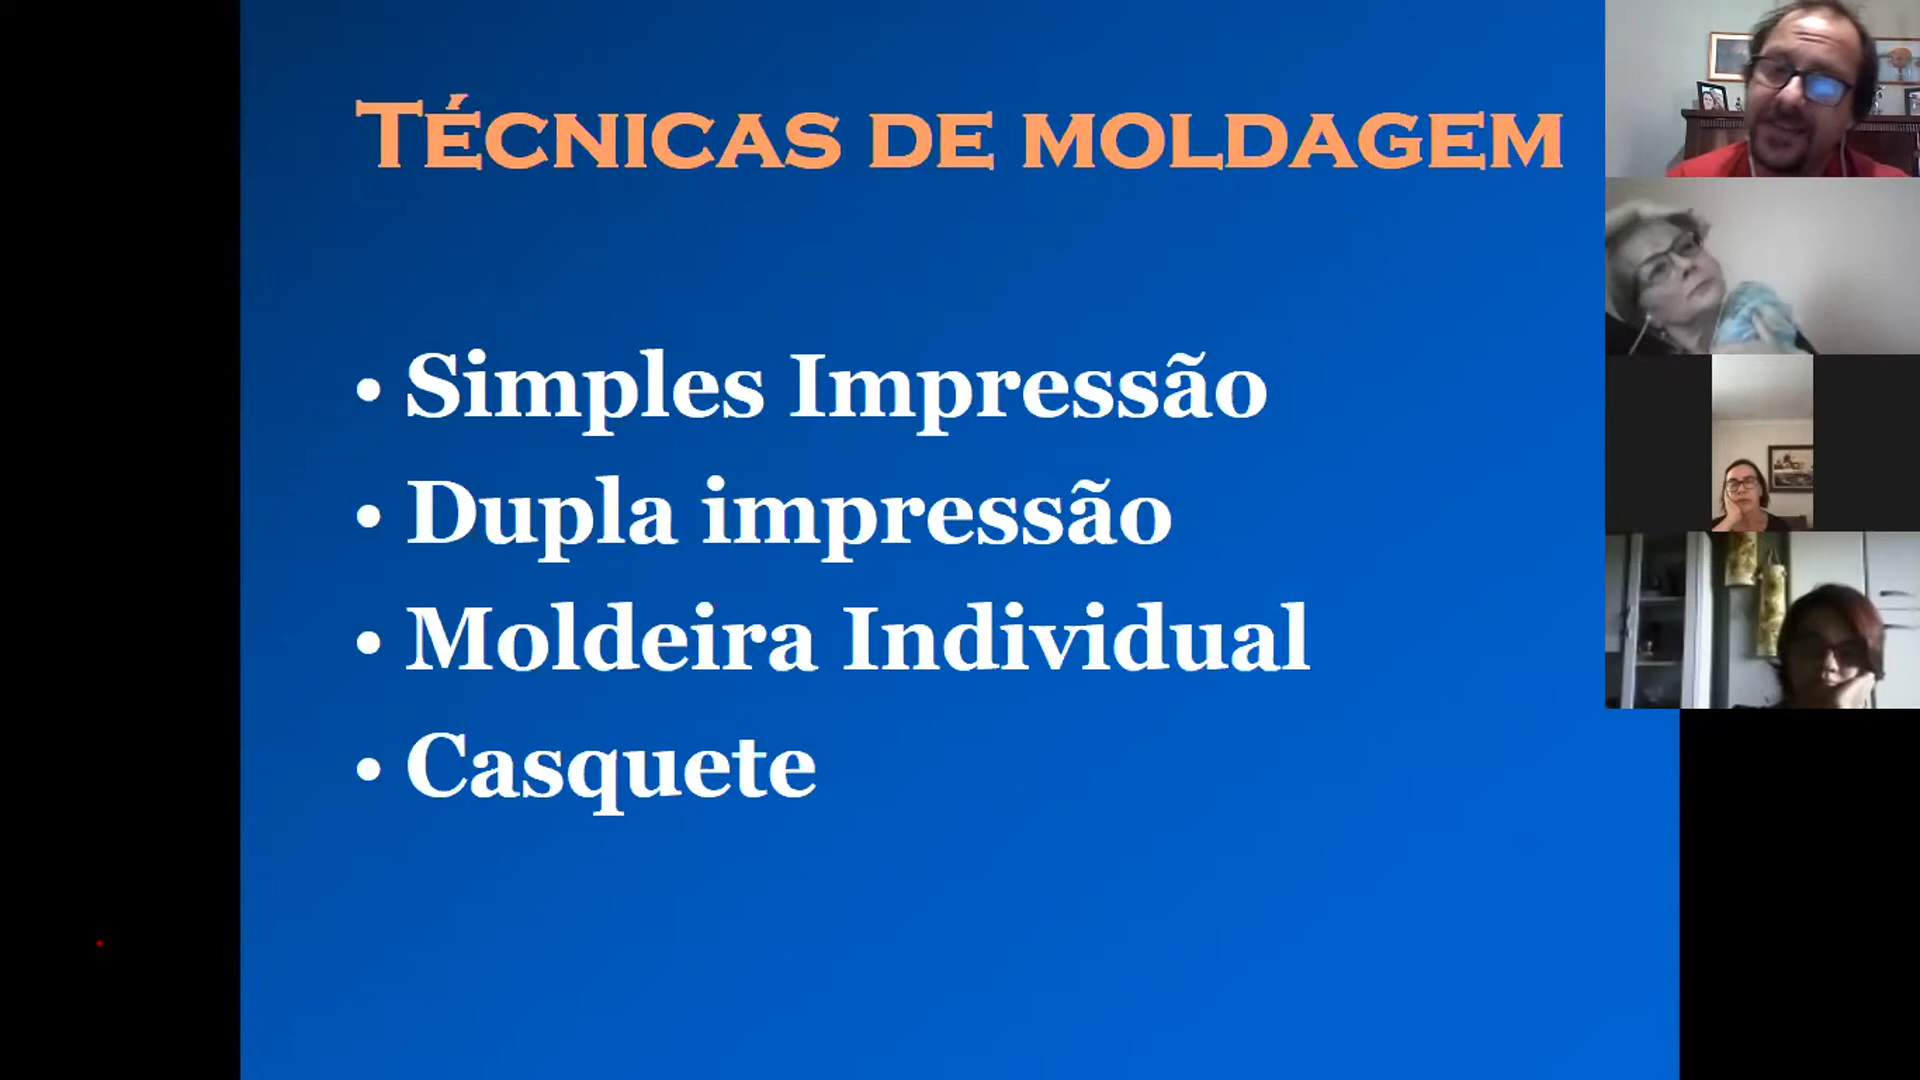 TÉCNICAS DE MOLDAGEM
• Simples Impressão
• Dupla impressão
• Moldeira Individual
• Casquete